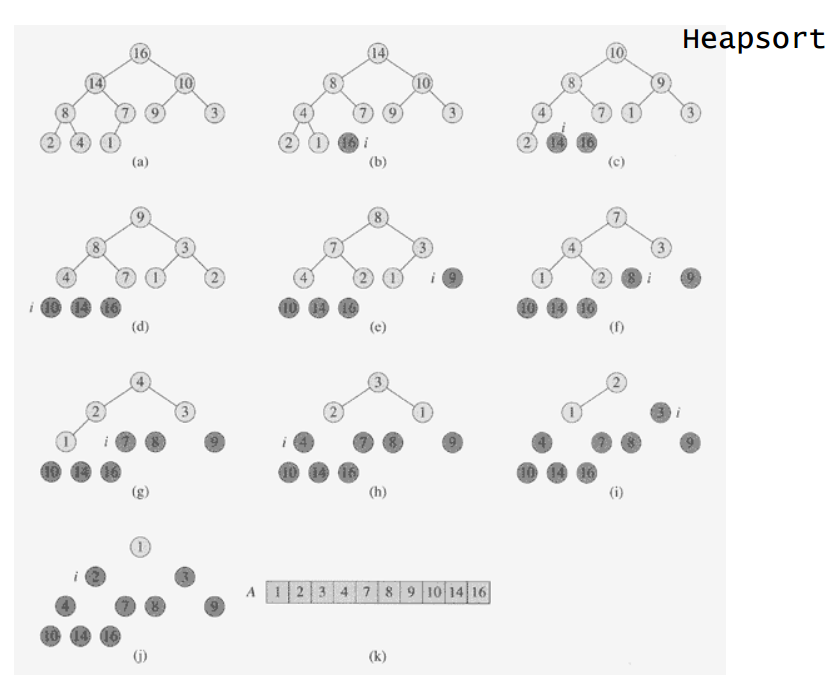 Heapsort
16
14 10
8 7 9 3
2 4 1
(a)
14
8 10
4 7 9 3
2 1 16 i
(b)
10
8 9
4 7 1 3
i
2 14 16
(c)
9
8 3
4 7 1 2
i 10 14 16
(d)
8
7 3
4 2 1 i 9
10 14 16
(e)
7
4 3
1 2 8 i 9
10 14 16
(f)
4
2 3
1 i 7 8 9
10 14 16
(g)
3
2 1
i 4 7 8 9
10 14 16
(h)
2
1 3 i
4 7 8 9
10 14 16
(i)
1
i 2 3
4 7 8 9
10 14 16
(j)
A 1 2 3 4 7 8 9 10 14 16
(k)